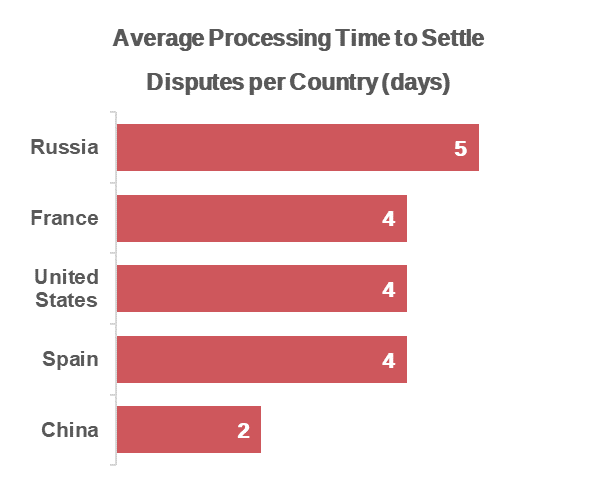 Average Processing Time to Settle
Disputes per Country (days)
Russia
5
France
4
United
States
4
Spain
4
China
2